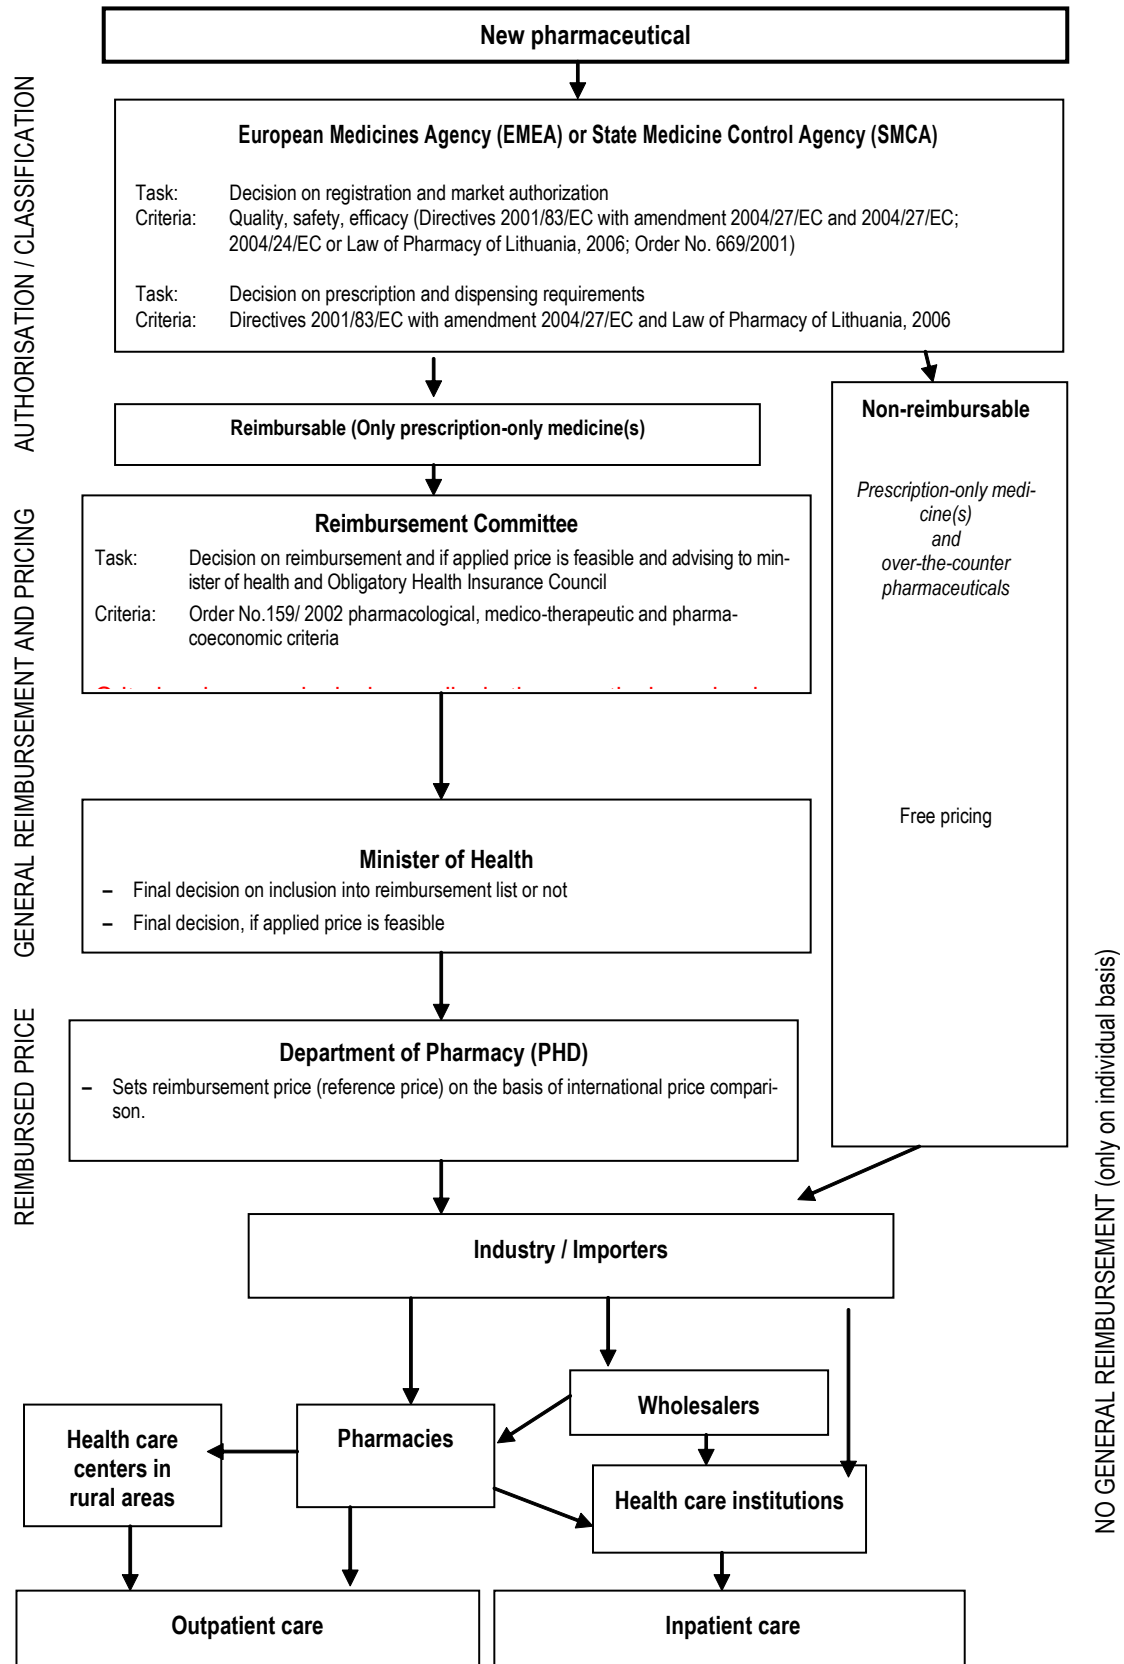 New pharmaceutical
AUTHORISATION / CLASSIFICATION
European Medicines Agency (EMEA) or State Medicine Control Agency (SMCA)
Task: Decision on registration and market authorization
Criteria: Quality, safety, efficacy (Directives 2001/83/EC with amendment 2004/27/EC and 2004/27/EC;
2004/24/EC or Law of Pharmacy of Lithuania, 2006; Order No. 669/2001)
Task: Decision on prescription and dispensing requirements
Criteria: Directives 2001/83/EC with amendment 2004/27/EC and Law of Pharmacy of Lithuania, 2006
Reimbursable (Only prescription-only medicine(s)
Non-reimbursable
Prescription-only medi-
cine(s)
and
over-the-counter
pharmaceuticals
Free pricing
GENERAL REIMBURSEMENT AND PRICING
Reimbursement Committee
Task: Decision on reimbursement and if applied price is feasible and advising to min-
ister of health and Obligatory Health Insurance Council
Criteria: Order No.159/ 2002 pharmacological, medico-therapeutic and pharma-
coeconomic criteria
Minister of Health
– Final decision on inclusion into reimbursement list or not
– Final decision, if applied price is feasible
REIMBURSED PRICE
Department of Pharmacy (PHD)
– Sets reimbursement price (reference price) on the basis of international price compari-
son.
NO GENERAL REIMBURSEMENT (only on individual basis)
Industry / Importers
Wholesalers
Pharmacies
Health care
centers in
rural areas
Health care institutions
Outpatient care
Inpatient care